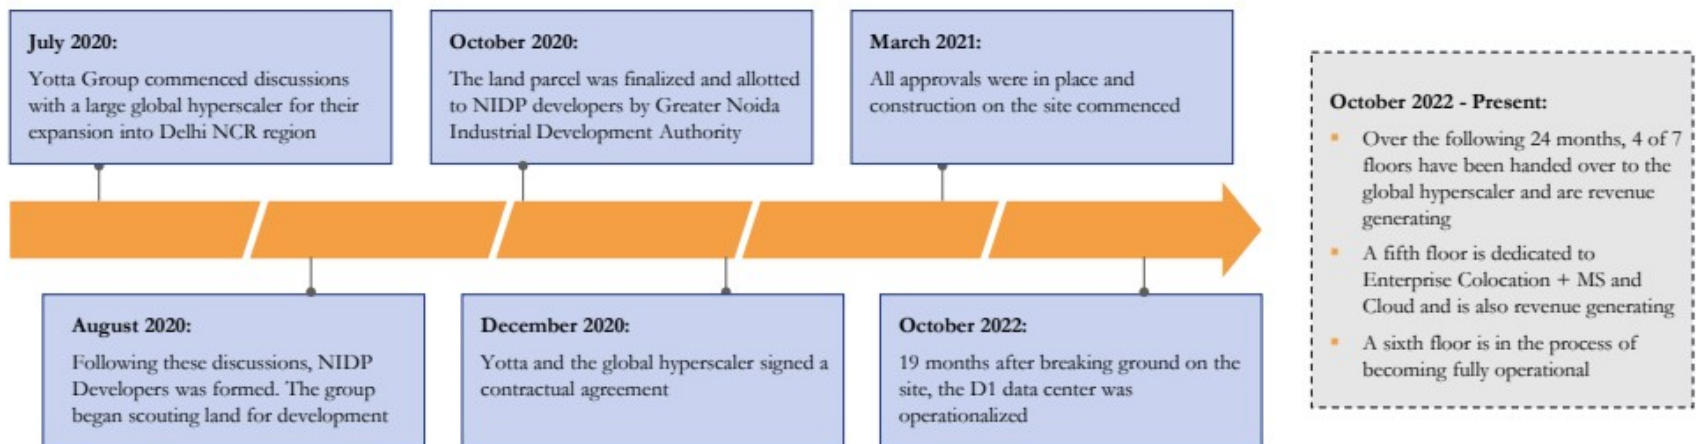 July 2020:
Yotta Group commenced discussions
with a large global hyperscaler for their
expansion into Delhi NCR region
October 2020:
The land parcel was finalized and allotted
to NIDP developers by Greater Noida
Industrial Development Authority
March 2021:
All approvals were in place and
construction on the site commenced
August 2020:
Following these discussions, NIDP
Developers was formed. The group
began scouting land for development
December 2020:
Yotta and the global hyperscaler signed a
contractual agreement
October 2022:
19 months after breaking ground on the
site, the D1 data center was
operationalized
October 2022 - Present:
▪ Over the following 24 months, 4 of 7
floors have been handed over to the
global hyperscaler and are revenue
generating
▪ A fifth floor is dedicated to
Enterprise Colocation + MS and
Cloud and is also revenue generating
▪ A sixth floor is in the process of
becoming fully operational